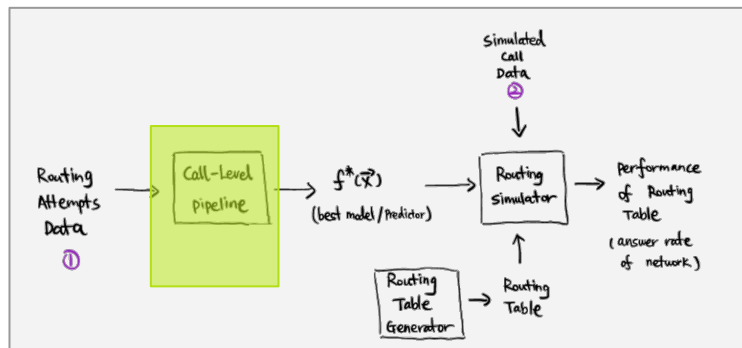 Simulated
Call
Data
②
Routing
Attempts
Data
①
Call-Level
pipeline
f*(x⃗)
(best model/Predictor)
Routing
Simulator
performance
of Routing
Table
(answer rate
of network)
Routing
Table
Generator
Routing
Table